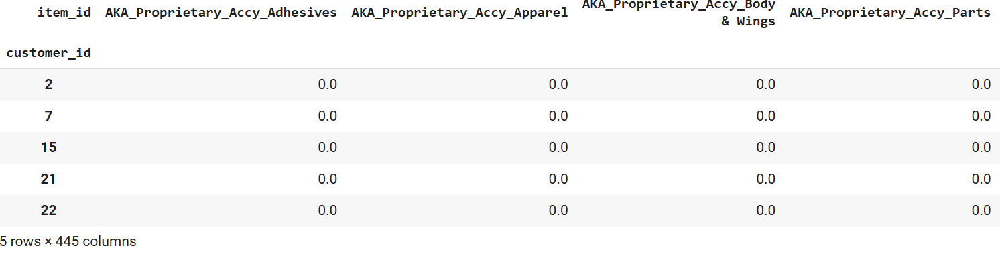 item_id AKA_Proprietary_Accy_Adhesives AKA_Proprietary_Accy_Apparel AKA_Proprietary_Accy_Body & Wings AKA_Proprietary_Accy_Parts
customer_id
2 0.0 0.0 0.0 0.0
7 0.0 0.0 0.0 0.0
15 0.0 0.0 0.0 0.0
21 0.0 0.0 0.0 0.0
22 0.0 0.0 0.0 0.0
5 rows × 445 columns